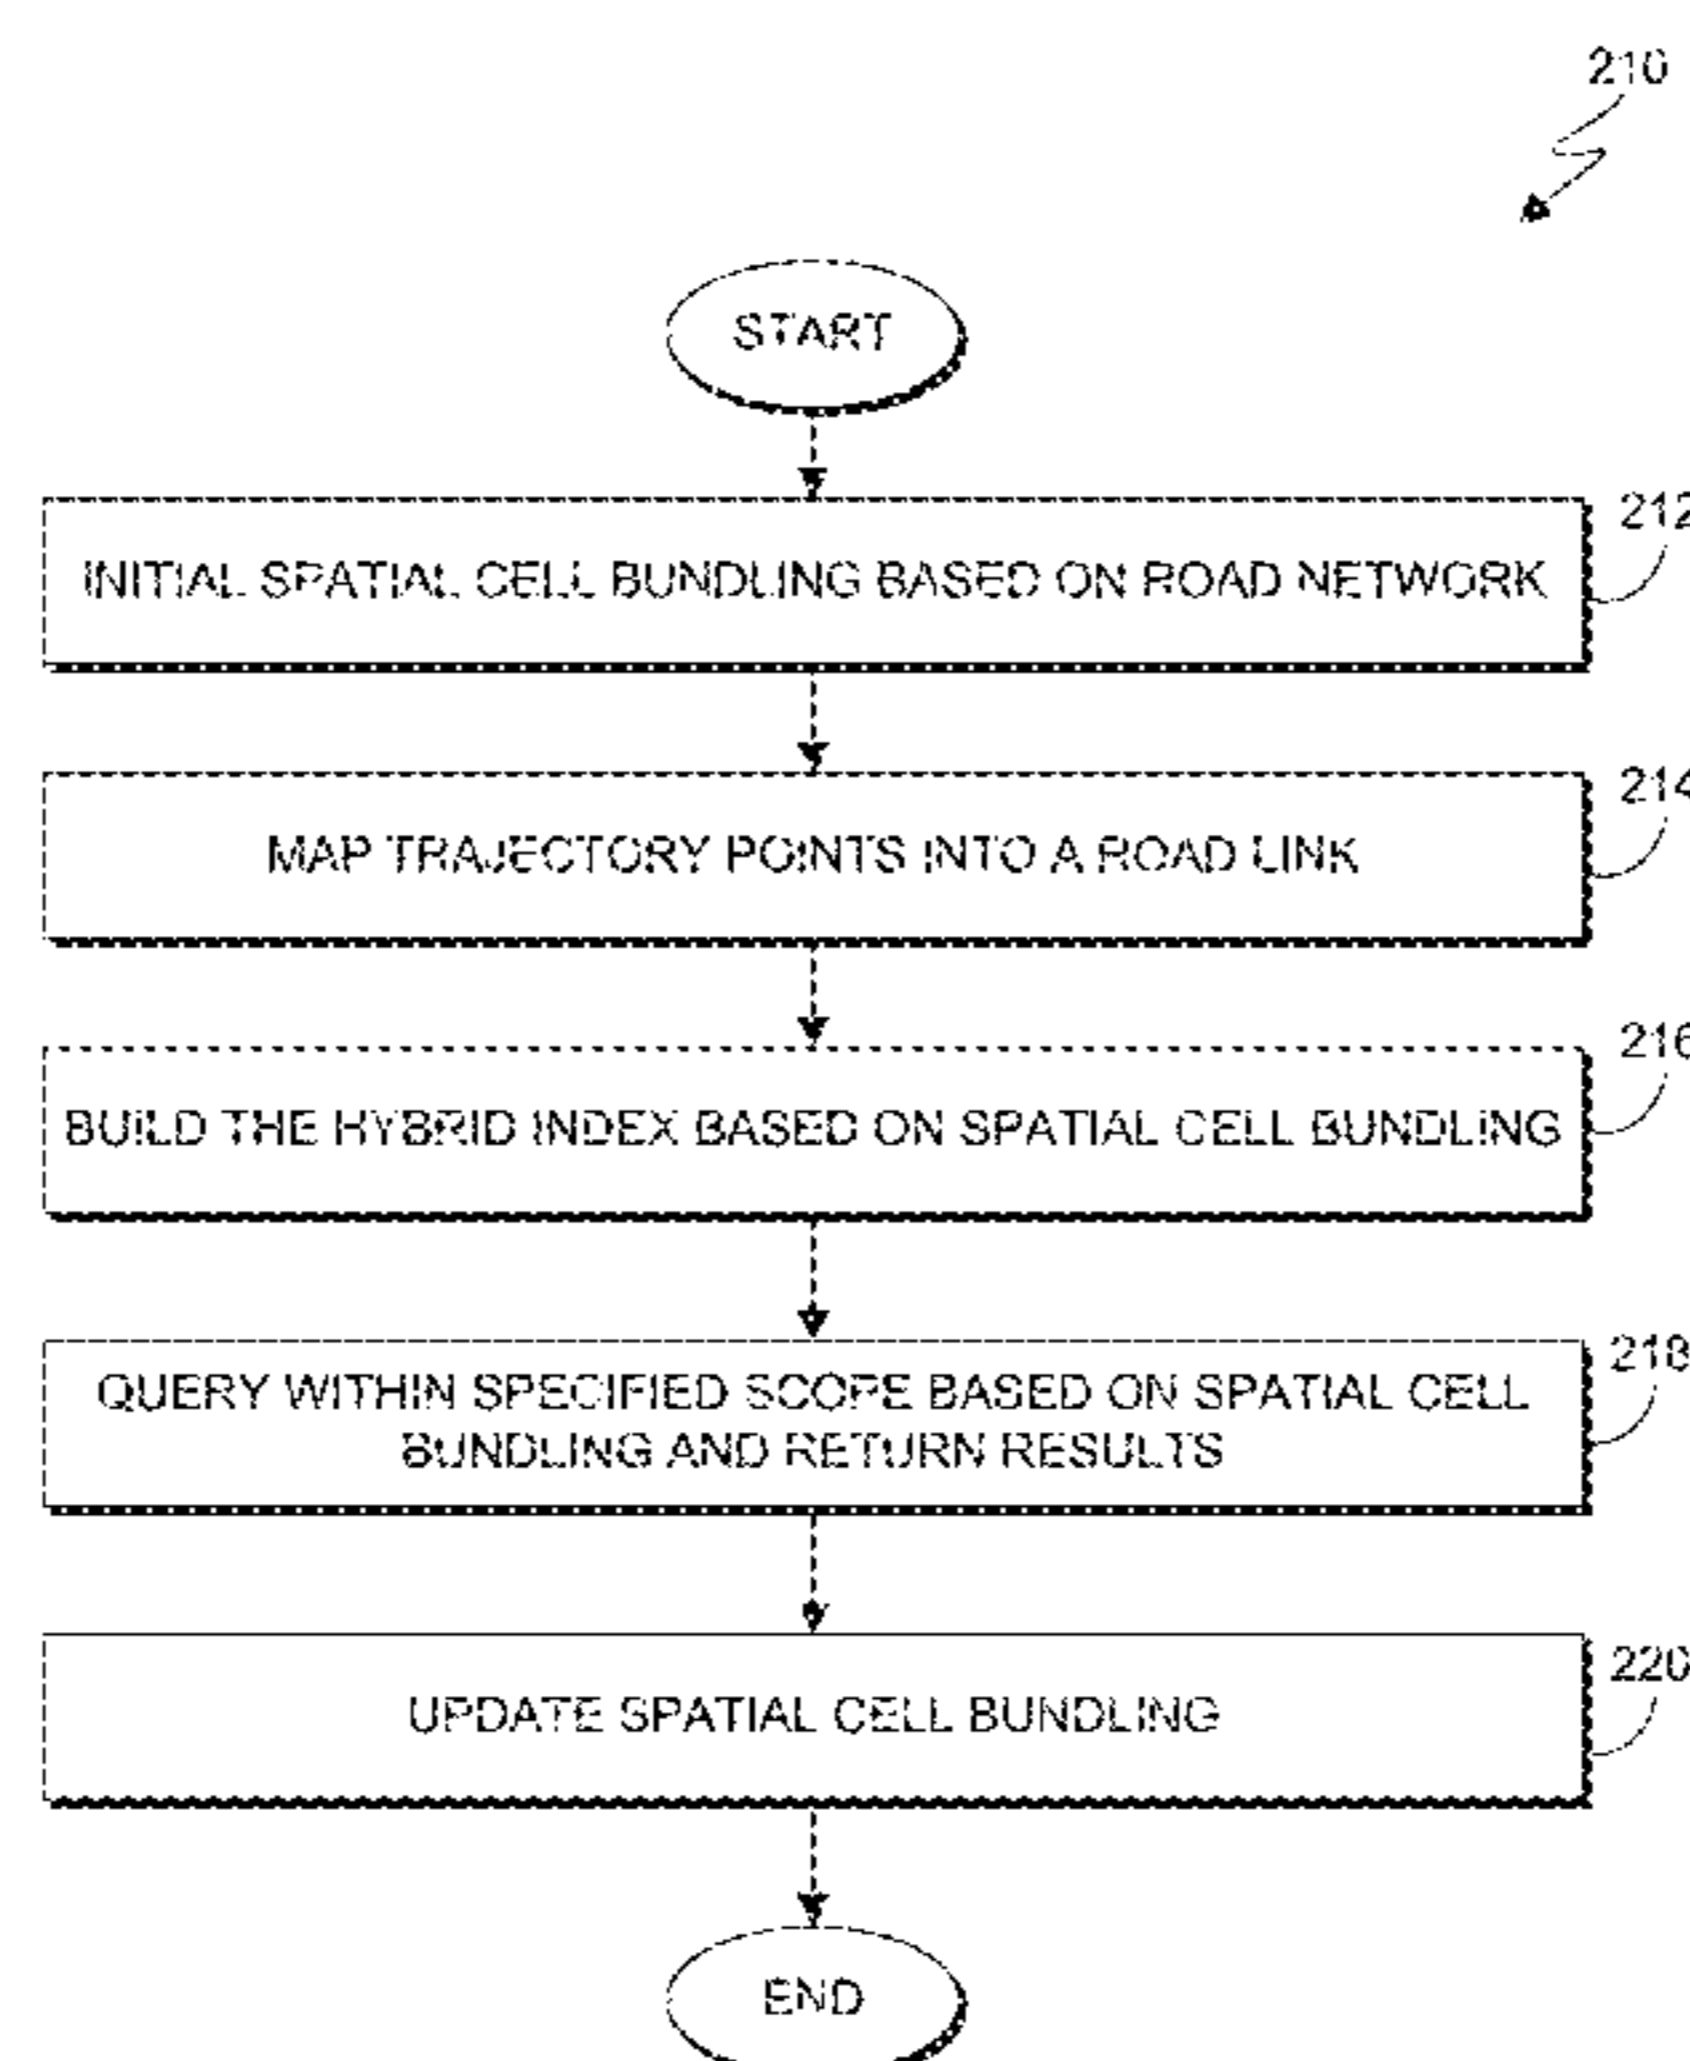 210
START
INITIAL SPATIAL CELL BUNDLING BASED ON ROAD NETWORK
212
MAP TRAJECTORY POINTS INTO A ROAD LINK
214
BUILD THE HYBRID INDEX BASED ON SPATIAL CELL BUNDLING
216
QUERY WITHIN SPECIFIED SCOPE BASED ON SPATIAL CELL
BUNDLING AND RETURN RESULTS
218
UPDATE SPATIAL CELL BUNDLING
220
END